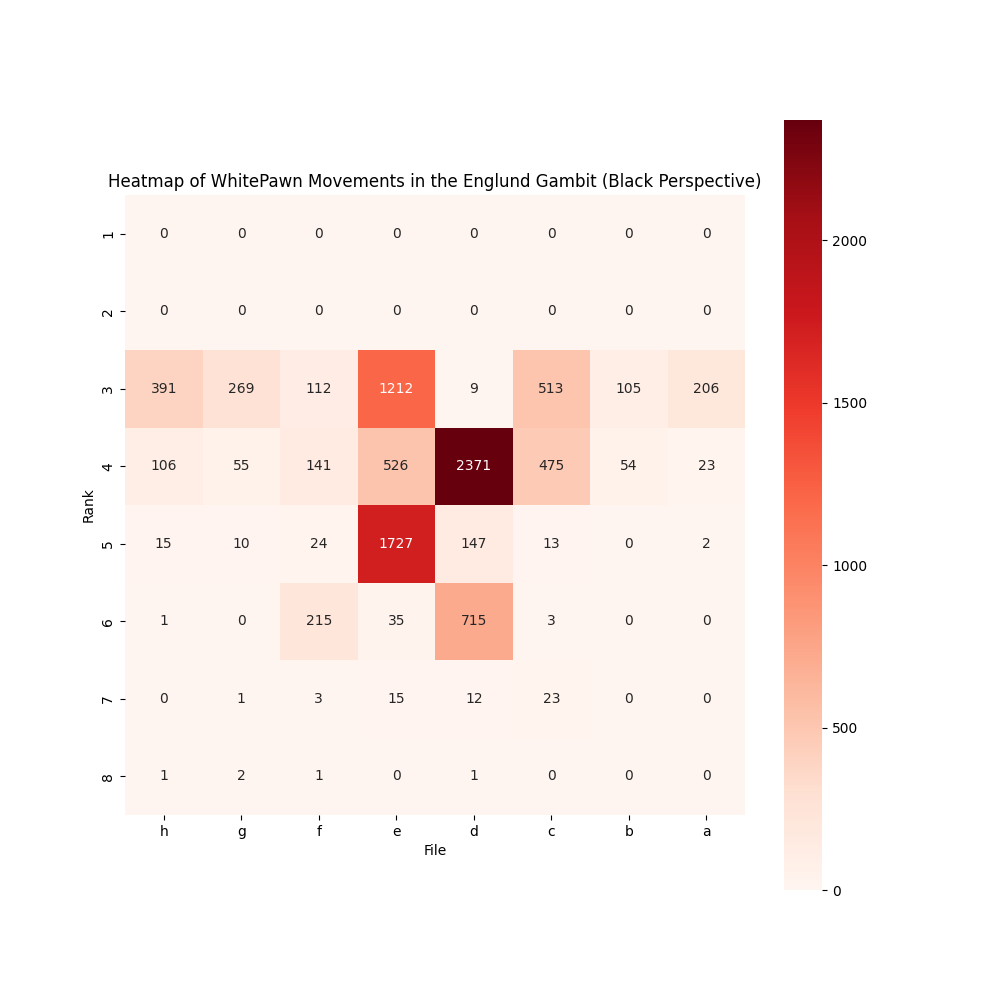 Heatmap of WhitePawn Movements in the Englund Gambit (Black Perspective)
1 0 0 0 0 0 0 0 0
2 0 0 0 0 0 0 0 0
3 391 269 112 1212 9 513 105 206
4 106 55 141 526 2371 475 54 23
5 15 10 24 1727 147 13 0 2
6 1 0 215 35 715 3 0 0
7 0 1 3 15 12 23 0 0
8 1 2 1 0 1 0 0 0
h g f e d c b a
File
Rank
2000
1500
1000
500
0